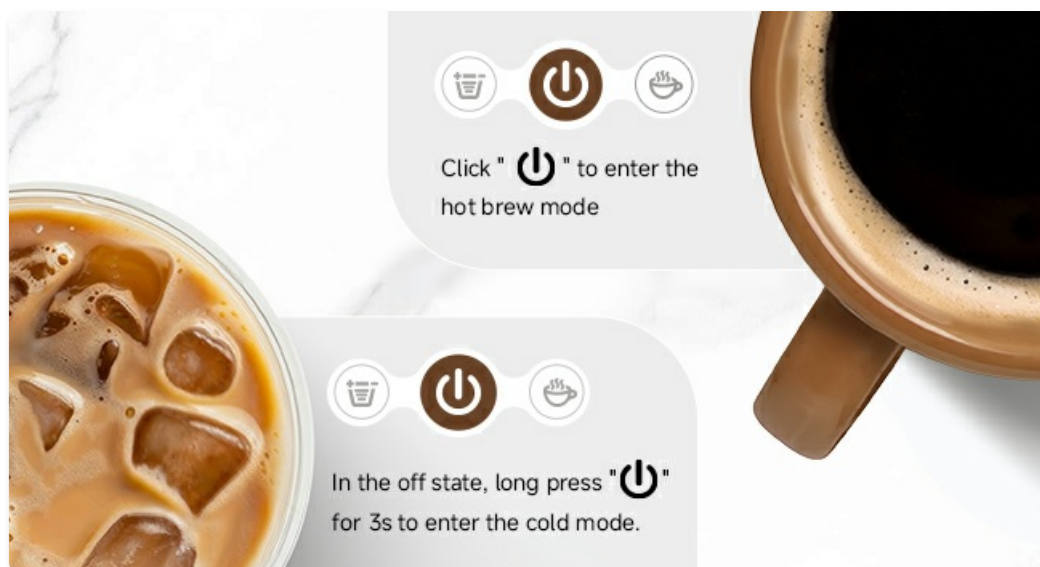 Click "⏻" to enter the
hot brew mode
In the off state, long press "⏻"
for 3s to enter the cold mode.